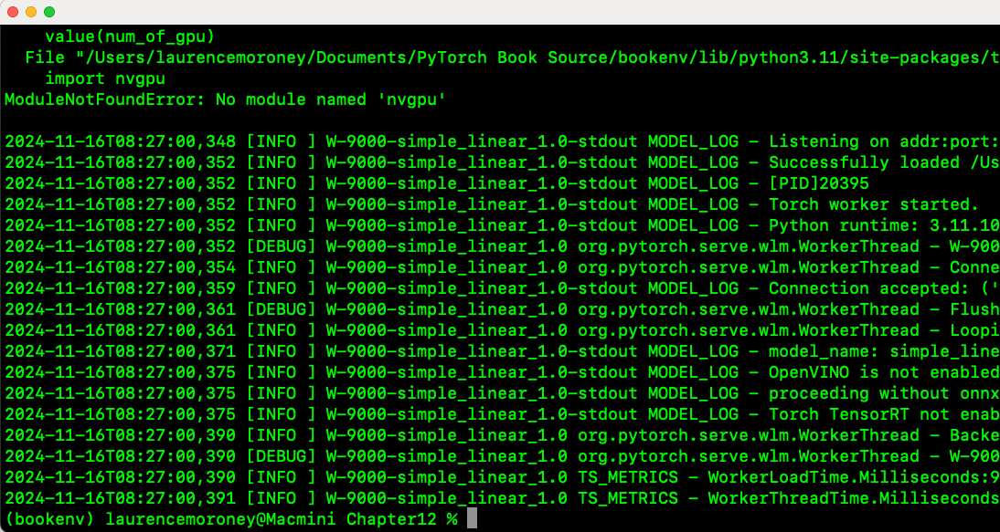 value(num_of_gpu)
File "/Users/laurencemoroney/Documents/PyTorch Book Source/bookenv/lib/python3.11/site-packages/t
import nvgpu
ModuleNotFoundError: No module named 'nvgpu'
2024-11-16T08:27:00,348 [INFO ] W-9000-simple_linear_1.0-stdout MODEL_LOG - Listening on addr:port:
2024-11-16T08:27:00,352 [INFO ] W-9000-simple_linear_1.0-stdout MODEL_LOG - Successfully loaded /Us
2024-11-16T08:27:00,352 [INFO ] W-9000-simple_linear_1.0-stdout MODEL_LOG - [PID]20395
2024-11-16T08:27:00,352 [INFO ] W-9000-simple_linear_1.0-stdout MODEL_LOG - Torch worker started.
2024-11-16T08:27:00,352 [INFO ] W-9000-simple_linear_1.0-stdout MODEL_LOG - Python runtime: 3.11.10
2024-11-16T08:27:00,352 [DEBUG] W-9000-simple_linear_1.0 org.pytorch.serve.wlm.WorkerThread - W-900
2024-11-16T08:27:00,354 [INFO ] W-9000-simple_linear_1.0 org.pytorch.serve.wlm.WorkerThread - Conne
2024-11-16T08:27:00,359 [INFO ] W-9000-simple_linear_1.0-stdout MODEL_LOG - Connection accepted: ('
2024-11-16T08:27:00,361 [DEBUG] W-9000-simple_linear_1.0 org.pytorch.serve.wlm.WorkerThread - Flush
2024-11-16T08:27:00,361 [INFO ] W-9000-simple_linear_1.0 org.pytorch.serve.wlm.WorkerThread - Loopi
2024-11-16T08:27:00,371 [INFO ] W-9000-simple_linear_1.0-stdout MODEL_LOG - model_name: simple_line
2024-11-16T08:27:00,375 [INFO ] W-9000-simple_linear_1.0-stdout MODEL_LOG - OpenVINO is not enabled
2024-11-16T08:27:00,375 [INFO ] W-9000-simple_linear_1.0-stdout MODEL_LOG - proceeding without onnx
2024-11-16T08:27:00,375 [INFO ] W-9000-simple_linear_1.0-stdout MODEL_LOG - Torch TensorRT not enab
2024-11-16T08:27:00,390 [INFO ] W-9000-simple_linear_1.0 org.pytorch.serve.wlm.WorkerThread - Backe
2024-11-16T08:27:00,390 [DEBUG] W-9000-simple_linear_1.0 org.pytorch.serve.wlm.WorkerThread - W-900
2024-11-16T08:27:00,390 [INFO ] W-9000-simple_linear_1.0 TS_METRICS - WorkerLoadTime.Milliseconds:9
2024-11-16T08:27:00,391 [INFO ] W-9000-simple_linear_1.0 TS_METRICS - WorkerThreadTime.Milliseconds
(bookenv) laurencemoroney@Macmini Chapter12 %